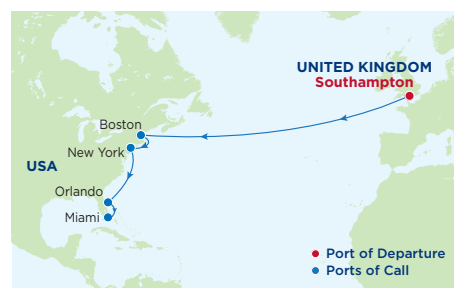 UNITED KINGDOM
Southampton
Boston
New York
USA
Orlando
Miami
Port of Departure
Ports of Call